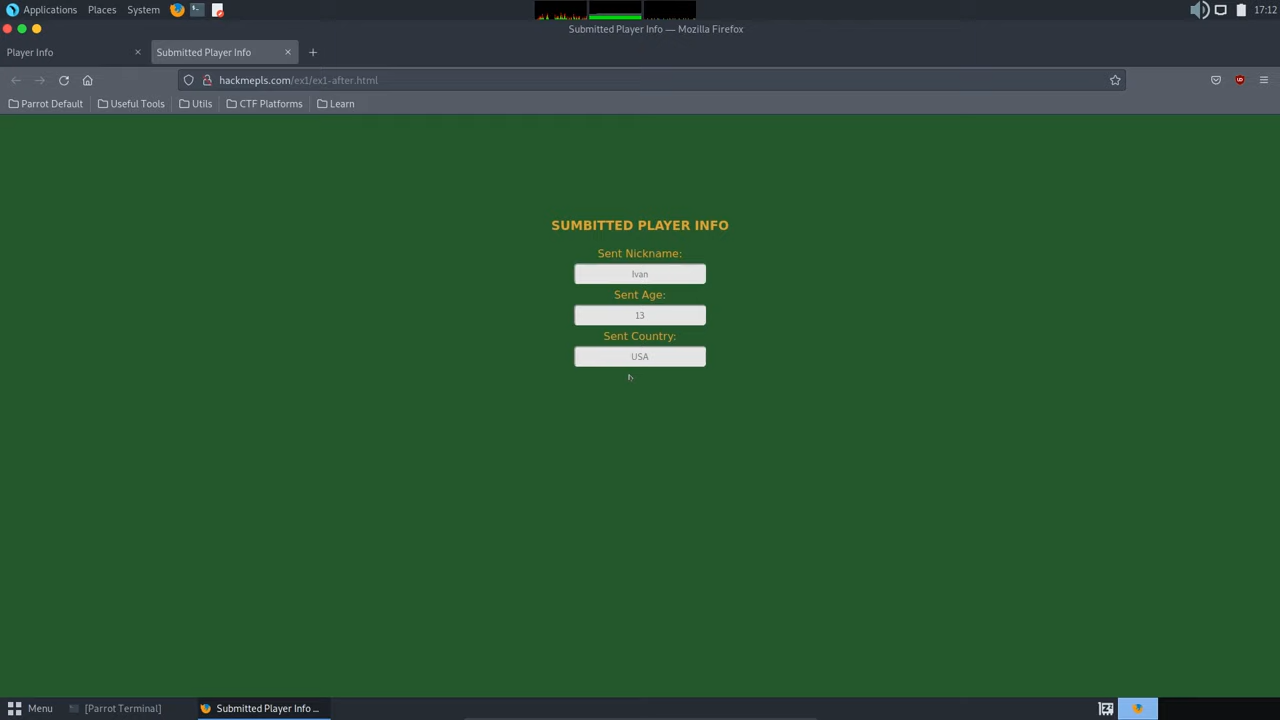 Applications Places System 17:12
Submitted Player Info — Mozilla Firefox
Player Info Submitted Player Info
hackmepls.com/ex1/ex1-after.html
Parrot Default Useful Tools Utils CTF Platforms Learn
SUMBITTED PLAYER INFO
Sent Nickname:
Ivan
Sent Age:
13
Sent Country:
USA
Menu [Parrot Terminal] Submitted Player Info ...